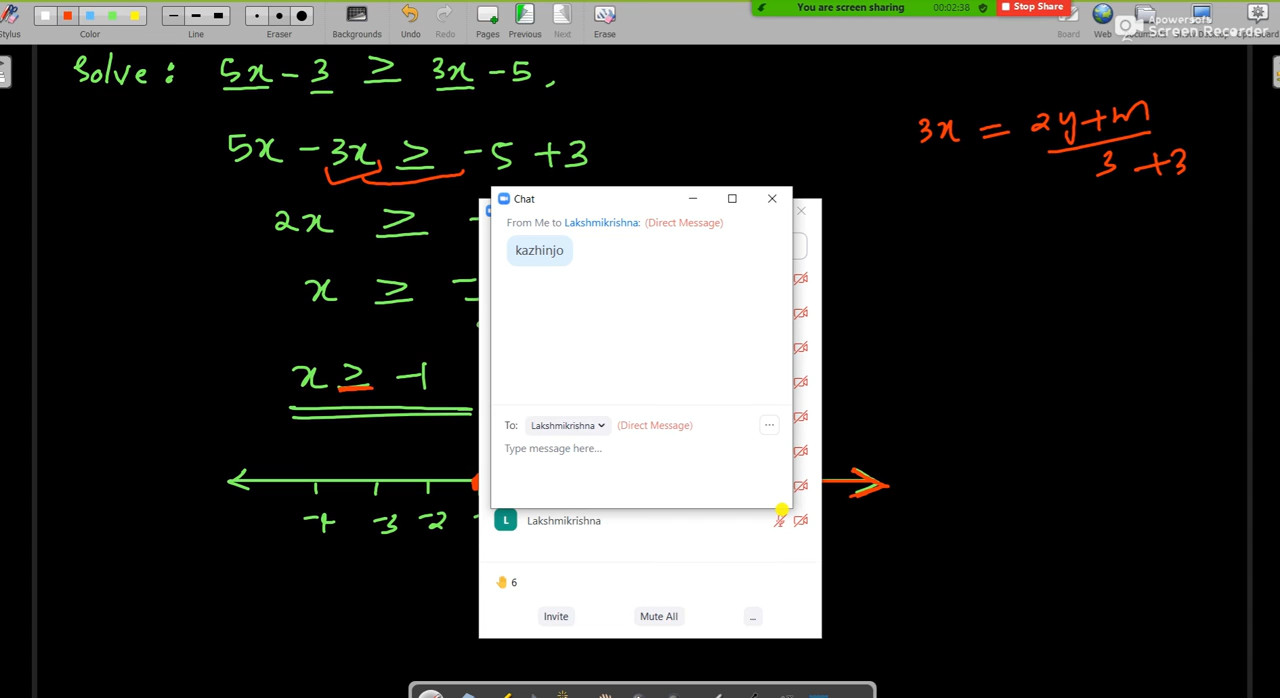 Stylus
Color
Line
Eraser
Backgrounds
Undo
Redo
Pages
Previous
Next
Erase
You are screen sharing 00:02:38 Stop Share
Board
Web
Apowersoft
Screen Recorder
Solve : 5x - 3 ≥ 3x - 5,
5x - 3x ≥ -5 + 3
2x ≥ -
x ≥ -
x ≥ -1
-4 -3 -2
3x = 2y+m
3 +3
Chat
From Me to Lakshmikrishna: (Direct Message)
kazhinjo
To: Lakshmikrishna (Direct Message)
...
Type message here...
L Lakshmikrishna
6
Invite
Mute All
...